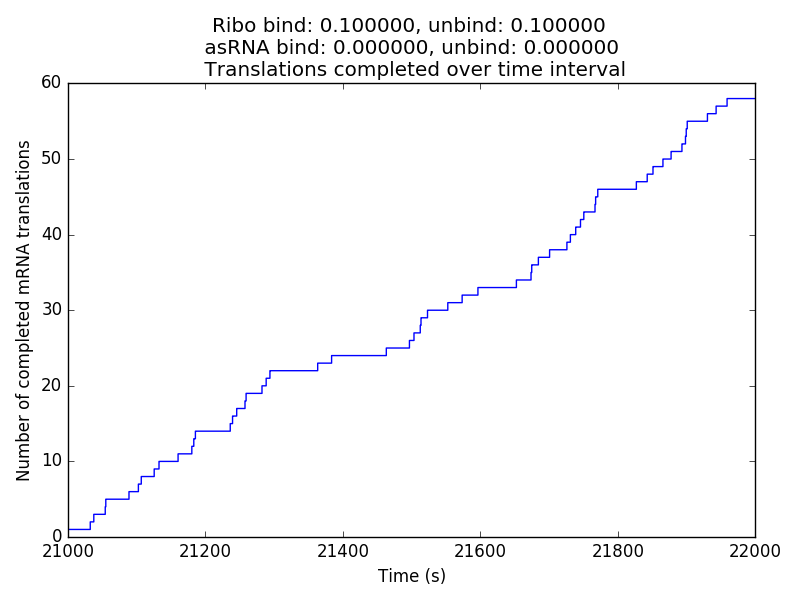 Ribo bind: 0.100000, unbind: 0.100000
asRNA bind: 0.000000, unbind: 0.000000
Translations completed over time interval
60
50
40
30
20
10
0
Number of completed mRNA translations
21000 21200 21400 21600 21800 22000
Time (s)